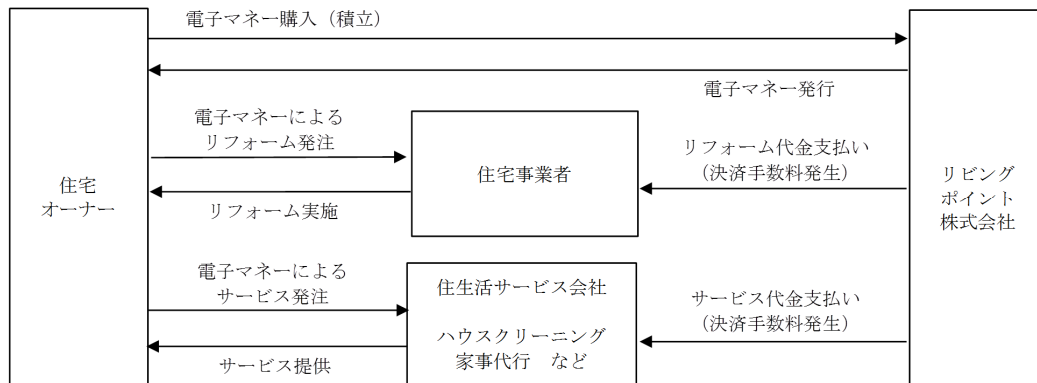 電子マネー購入（積立）
電子マネー発行
電子マネーによる
リフォーム発注
リフォーム代金支払い
（決済手数料発生）
住宅事業者
住宅
オーナー
リビング
ポイント
株式会社
リフォーム実施
電子マネーによる
サービス発注
住生活サービス会社
サービス代金支払い
（決済手数料発生）
ハウスクリーニング
家事代行　など
サービス提供